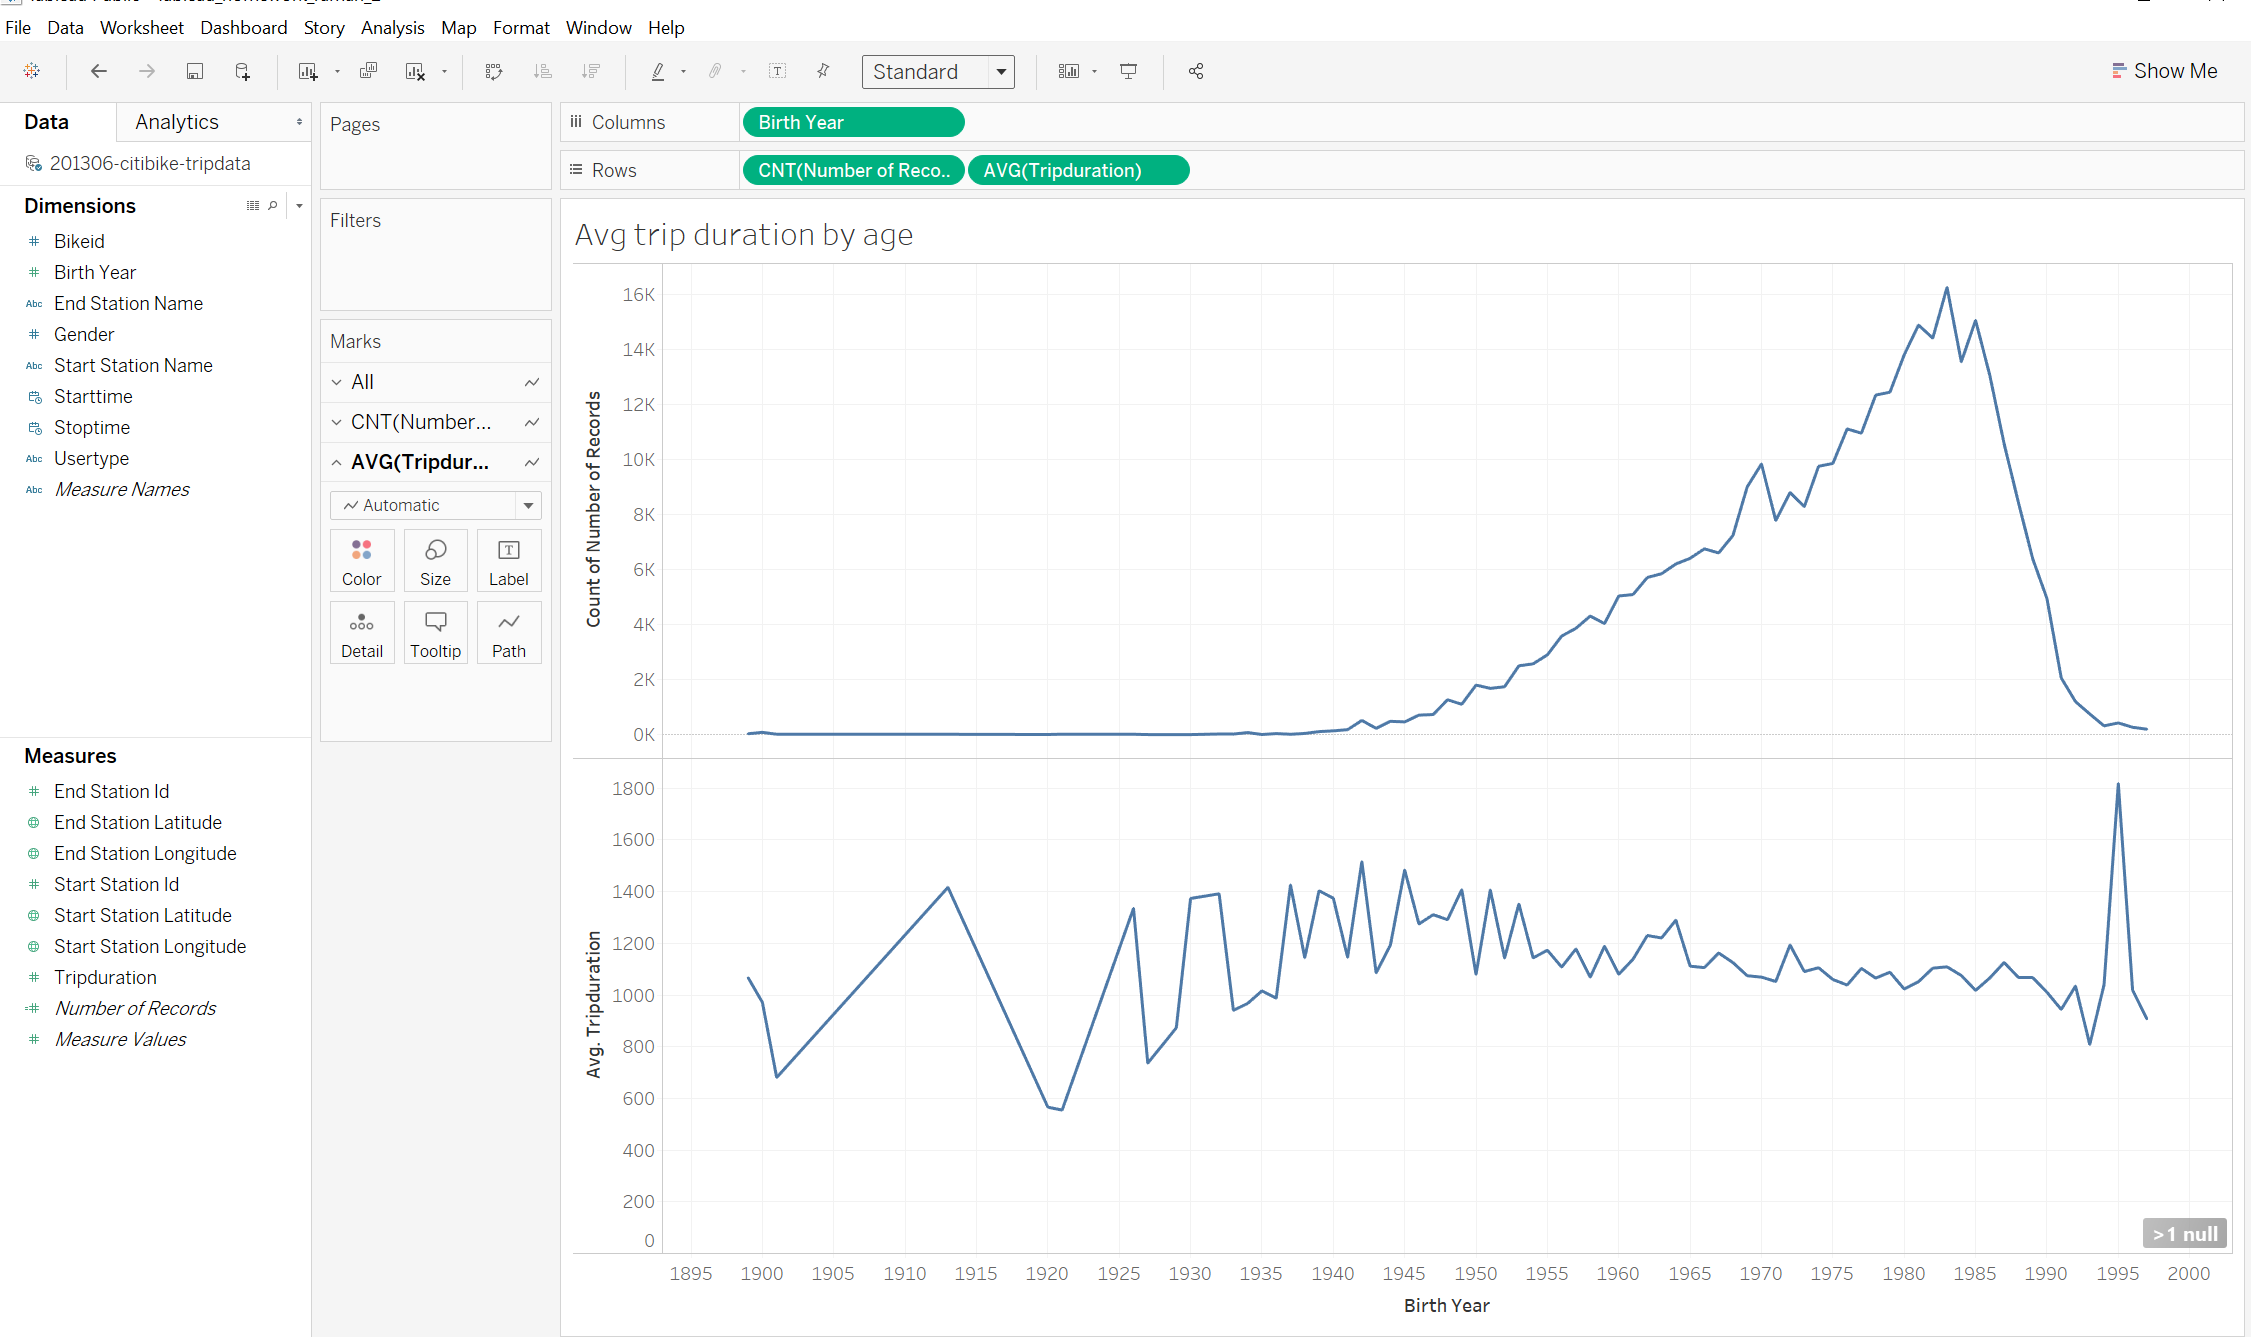 File Data Worksheet Dashboard Story Analysis Map Format Window Help
Standard
Show Me
Data
Analytics
201306-citibike-tripdata
Dimensions
# Bikeid
# Birth Year
Abc End Station Name
# Gender
Abc Start Station Name
Starttime
Stoptime
Abc Usertype
Abc Measure Names
Measures
# End Station Id
End Station Latitude
End Station Longitude
# Start Station Id
Start Station Latitude
Start Station Longitude
# Tripduration
=# Number of Records
# Measure Values
Pages
Filters
Marks
All
CNT(Number...
AVG(Tripdur...
Automatic
Color Size Label
Detail Tooltip Path
Columns Birth Year
Rows CNT(Number of Reco.. AVG(Tripduration)
Avg trip duration by age
Count of Number of Records
16K
14K
12K
10K
8K
6K
4K
2K
0K
Avg. Tripduration
1800
1600
1400
1200
1000
800
600
400
200
0
>1 null
1895 1900 1905 1910 1915 1920 1925 1930 1935 1940 1945 1950 1955 1960 1965 1970 1975 1980 1985 1990 1995 2000
Birth Year